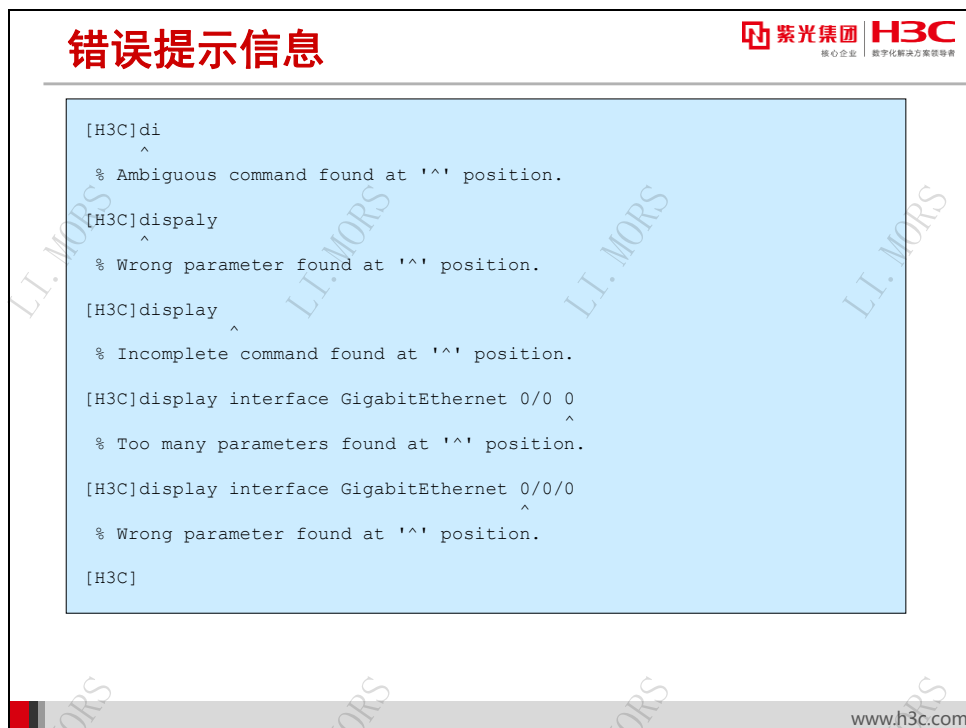 错误提示信息
紫光集团 H3C
核心企业 数字化解决方案领导者
[H3C]di
^
% Ambiguous command found at '^' position.
[H3C]dispaly
^
% Wrong parameter found at '^' position.
[H3C]display
^
% Incomplete command found at '^' position.
[H3C]display interface GigabitEthernet 0/0 0
^
% Too many parameters found at '^' position.
[H3C]display interface GigabitEthernet 0/0/0
^
% Wrong parameter found at '^' position.
[H3C]
LI. MORS
LI. MORS
LI. MORS
LI. MORS
www.h3c.com